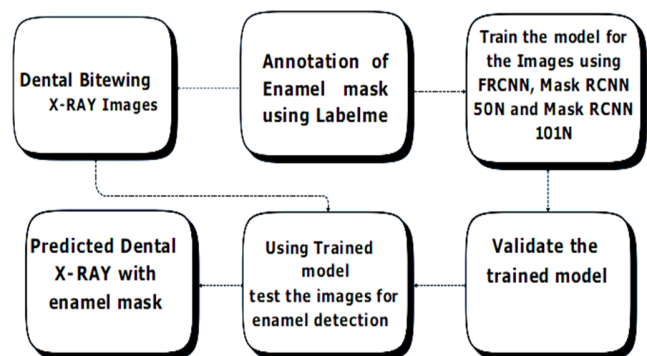 Dental Bitewing
X-RAY Images
Annotation of
Enamel mask
using Labelme
Train the model for
the Images using
FRCNN, Mask RCNN
50N and Mask RCNN
101N
Predicted Dental
X-RAY with
enamel mask
Using Trained
model
test the images for
enamel detection
Validate the
trained model